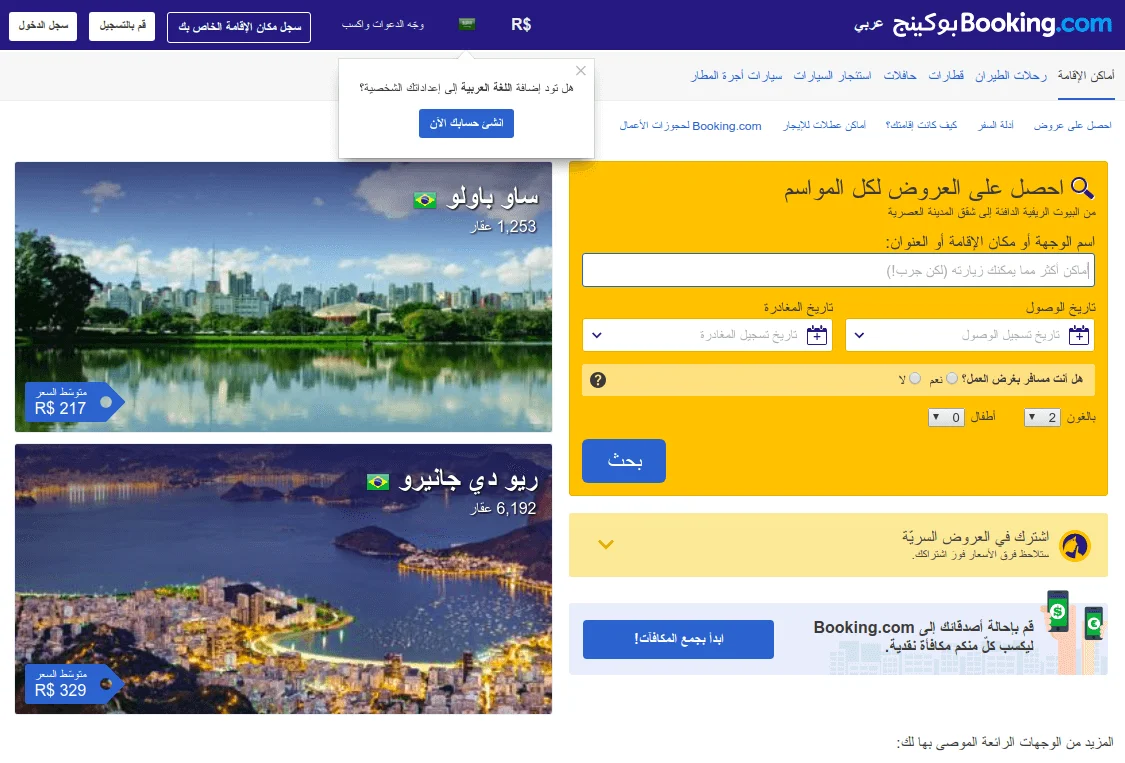 بوكينج Booking.com عربي
R$
وجّه الدعوات واكسب
سجل مكان الإقامة الخاص بك
قم بالتسجيل
سجل الدخول
أماكن الإقامة
رحلات الطيران
قطارات
حافلات
استئجار السيارات
سيارات أجرة المطار
هل تود إضافة اللغة العربية إلى إعداداتك الشخصية؟
انشئ حسابك الآن
احصل على عروض
أدلة السفر
كيف كانت إقامتك؟
أماكن عطلات للإيجار
Booking.com لحجوزات الأعمال
احصل على العروض لكل المواسم
من البيوت الريفية الدافئة إلى شقق المدينة العصرية
اسم الوجهة أو مكان الإقامة أو العنوان:
أماكن أكثر مما يمكنك زيارته (لكن جرب!)
تاريخ الوصول
تاريخ المغادرة
تاريخ تسجيل الوصول
تاريخ تسجيل المغادرة
هل أنت مسافر بغرض العمل؟ نعم لا
?
بالغون 2 أطفال 0
بحث
اشترك في العروض السريّة
ستلاحظ فرق الأسعار فور اشتراكك.
قم بإحالة أصدقائك إلى Booking.com
ليكسب كلّ منكم مكافأة نقدية.
ابدأ بجمع المكافآت!
ساو باولو
1,253 عقار
متوسّط السعر
R$ 217
ريو دي جانيرو
6,192 عقار
متوسّط السعر
R$ 329
المزيد من الوجهات الرائعة الموصى بها لك: